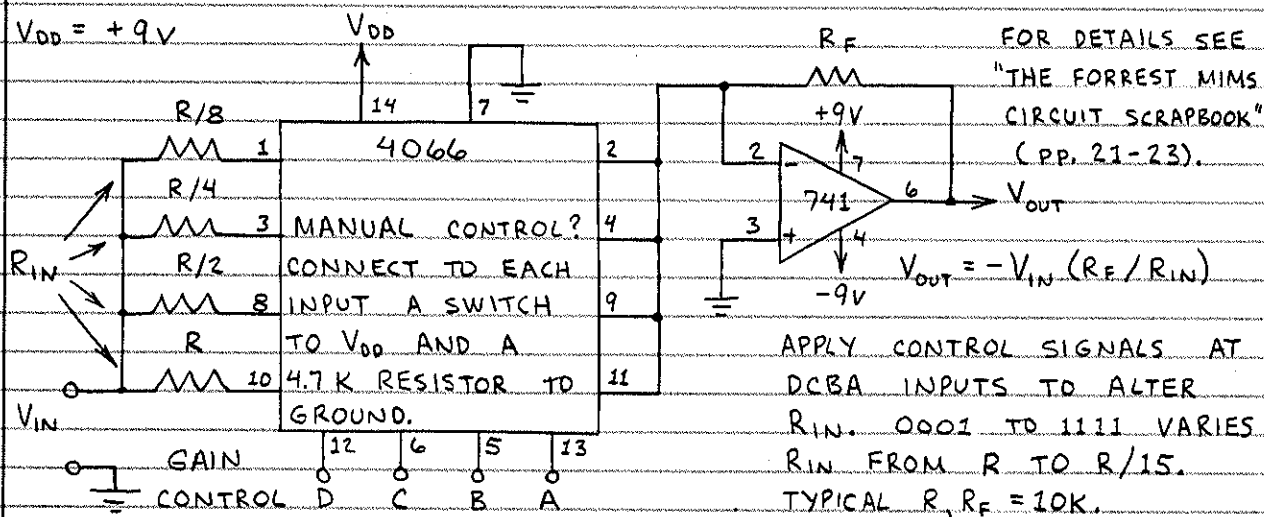 VDD = +9V
VDD
RF
FOR DETAILS SEE
"THE FORREST MIMS
CIRCUIT SCRAPBOOK"
(PP. 21-23).
14
7
+9V
R/8
1
4066
2
2
-
7
R/4
741
6
VOUT
3
MANUAL CONTROL?
4
3
+
4
RIN
R/2
CONNECT TO EACH
-9V
VOUT = -VIN (RF / RIN)
8
INPUT A SWITCH
9
R
TO VDD AND A
10
4.7 K RESISTOR TO
11
GROUND.
VIN
APPLY CONTROL SIGNALS AT
DCBA INPUTS TO ALTER
RIN. 0001 TO 1111 VARIES
RIN FROM R TO R/15.
TYPICAL R, RF = 10K.
12
6
5
13
GAIN
CONTROL D C B A